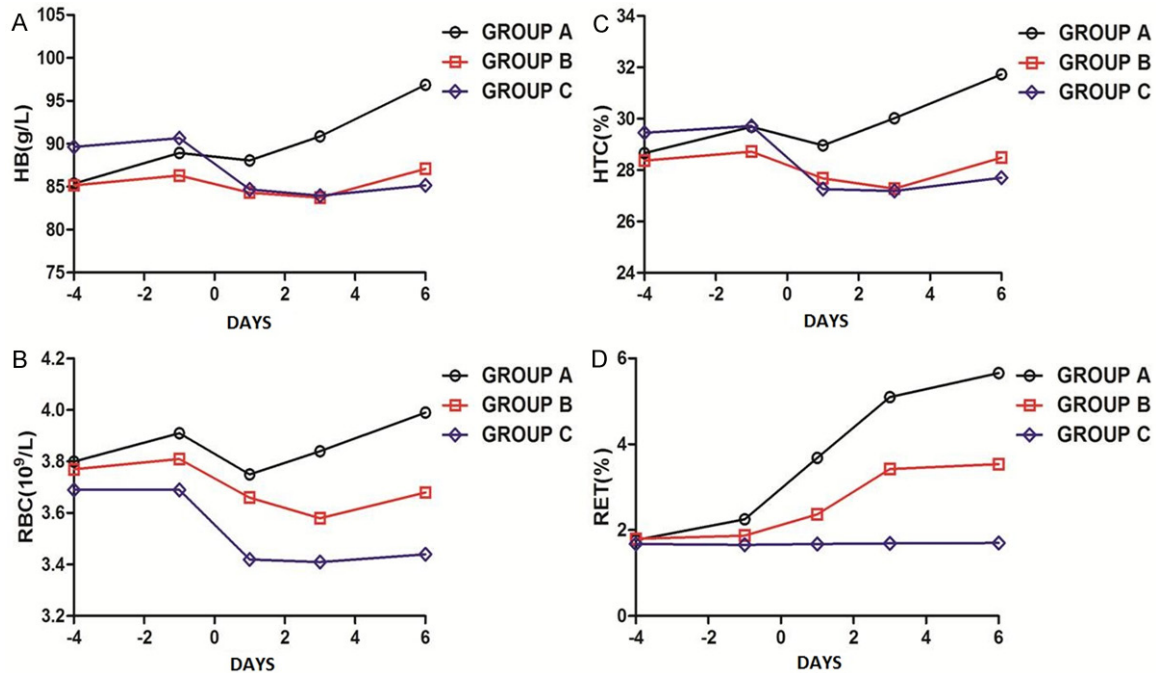 A
HB(g/L)
105
100
95
90
85
80
75
-4 -2 0 2 4 6
DAYS
GROUP A
GROUP B
GROUP C
C
HTC(%)
34
32
30
28
26
24
-4 -2 0 2 4 6
DAYS
GROUP A
GROUP B
GROUP C
B
RBC(10⁹/L)
4.2
4.0
3.8
3.6
3.4
3.2
-4 -2 0 2 4 6
DAYS
GROUP A
GROUP B
GROUP C
D
RET(%)
6
4
2
0
-4 -2 0 2 4 6
DAYS
GROUP A
GROUP B
GROUP C